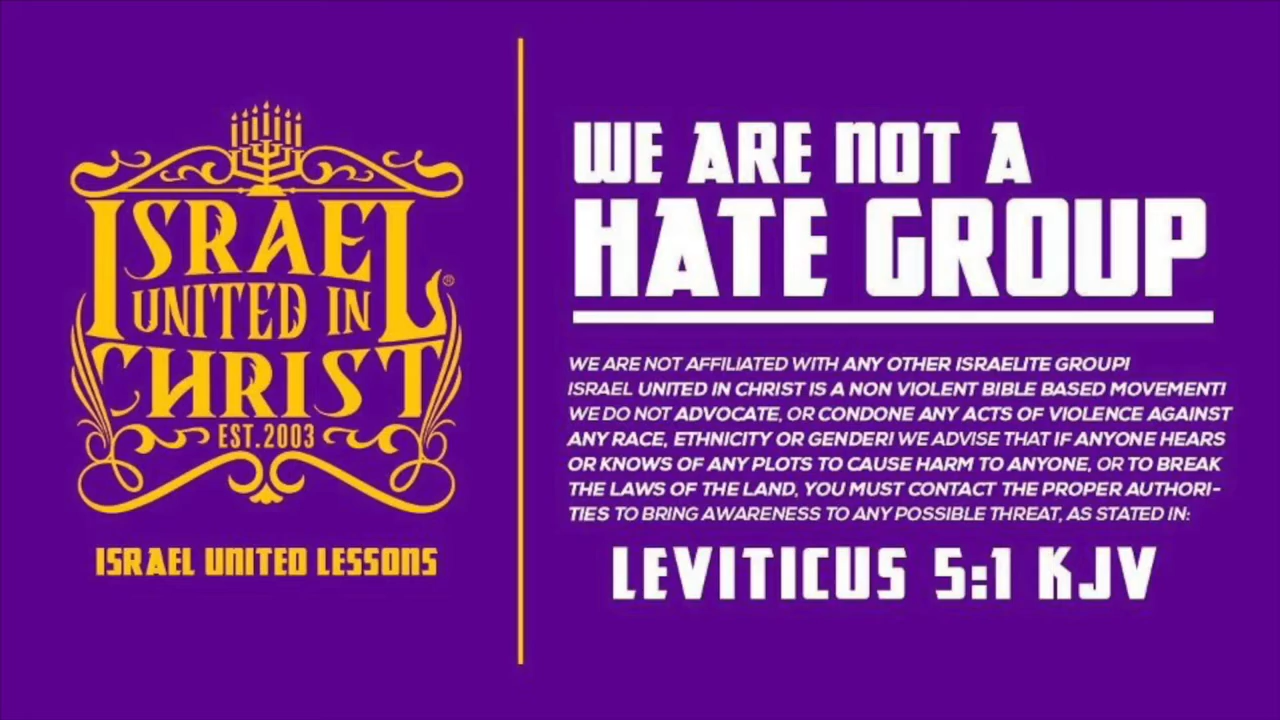 ISRAEL
UNITED IN
CHRIST®
EST. 2003
ISRAEL UNITED LESSONS
WE ARE NOT A
HATE GROUP
WE ARE NOT AFFILIATED WITH ANY OTHER ISRAELITE GROUP!
ISRAEL UNITED IN CHRIST IS A NON VIOLENT BIBLE BASED MOVEMENT!
WE DO NOT ADVOCATE, OR CONDONE ANY ACTS OF VIOLENCE AGAINST
ANY RACE, ETHNICITY OR GENDER! WE ADVISE THAT IF ANYONE HEARS
OR KNOWS OF ANY PLOTS TO CAUSE HARM TO ANYONE, OR TO BREAK
THE LAWS OF THE LAND, YOU MUST CONTACT THE PROPER AUTHORI-
TIES TO BRING AWARENESS TO ANY POSSIBLE THREAT, AS STATED IN:
LEVITICUS 5:1 KJV